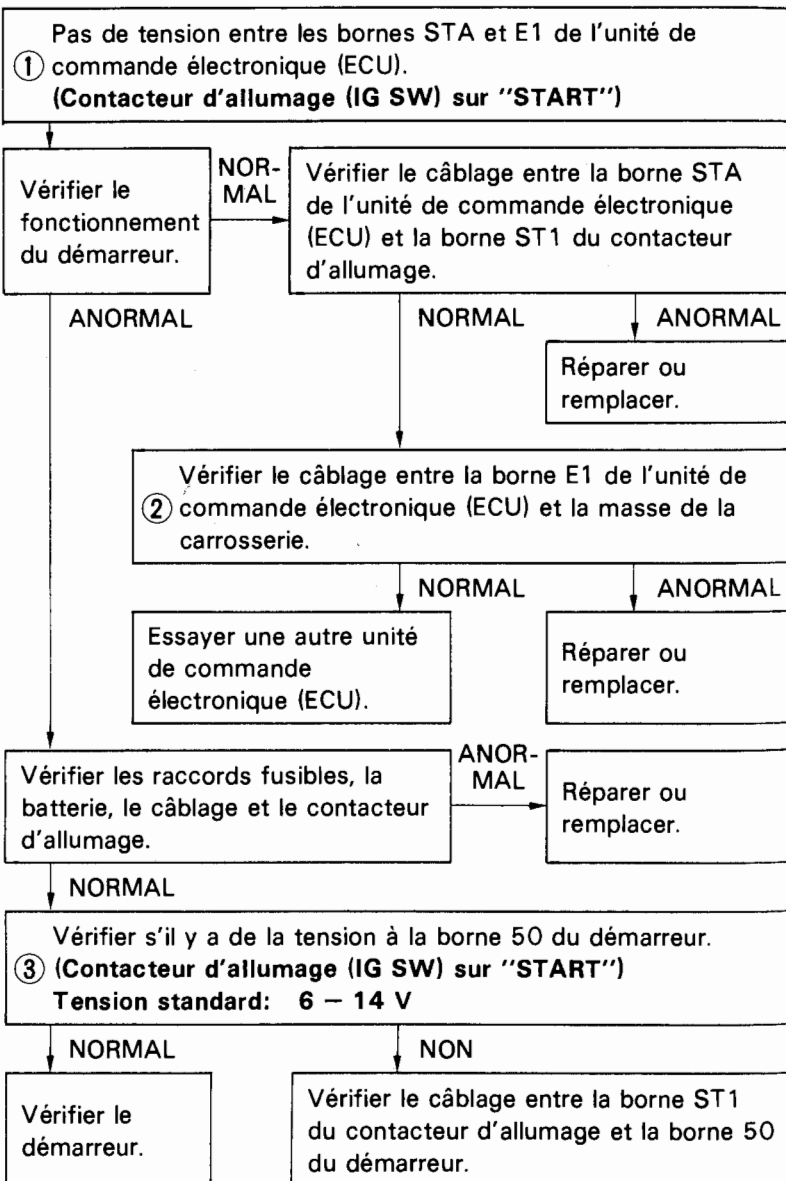 Pas de tension entre les bornes STA et E1 de l'unité de
① commande électronique (ECU).
(Contacteur d'allumage (IG SW) sur "START")
Vérifier le
fonctionnement
du démarreur.
NOR-
MAL
Vérifier le câblage entre la borne STA
de l'unité de commande électronique
(ECU) et la borne ST1 du contacteur
d'allumage.
ANORMAL
NORMAL
ANORMAL
Réparer ou
remplacer.
Vérifier le câblage entre la borne E1 de l'unité de
② commande électronique (ECU) et la masse de la
carrosserie.
NORMAL
ANORMAL
Essayer une autre unité
de commande
électronique (ECU).
Réparer ou
remplacer.
Vérifier les raccords fusibles, la
batterie, le câblage et le contacteur
d'allumage.
ANOR-
MAL
Réparer ou
remplacer.
NORMAL
Vérifier s'il y a de la tension à la borne 50 du démarreur.
③ (Contacteur d'allumage (IG SW) sur "START")
Tension standard: 6 – 14 V
NORMAL
NON
Vérifier le
démarreur.
Vérifier le câblage entre la borne ST1
du contacteur d'allumage et la borne 50
du démarreur.